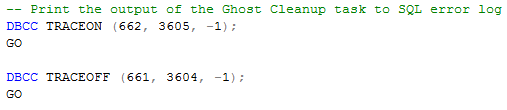 -- Print the output of the Ghost Cleanup task to SQL error log
DBCC TRACEON (662, 3605, -1);
GO
DBCC TRACEOFF (661, 3604, -1);
GO